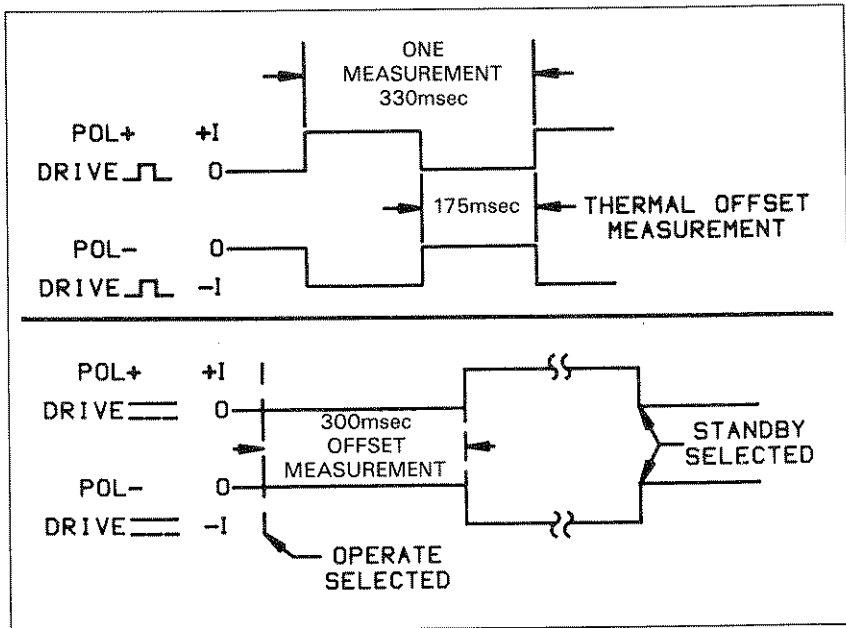 ONE
MEASUREMENT
330msec
POL+ +I
DRIVE 0
175msec
THERMAL OFFSET
MEASUREMENT
POL- 0
DRIVE -I
POL+ +I
DRIVE 0
300msec
OFFSET
MEASUREMENT
STANDBY
SELECTED
POL- 0
DRIVE -I
OPERATE
SELECTED